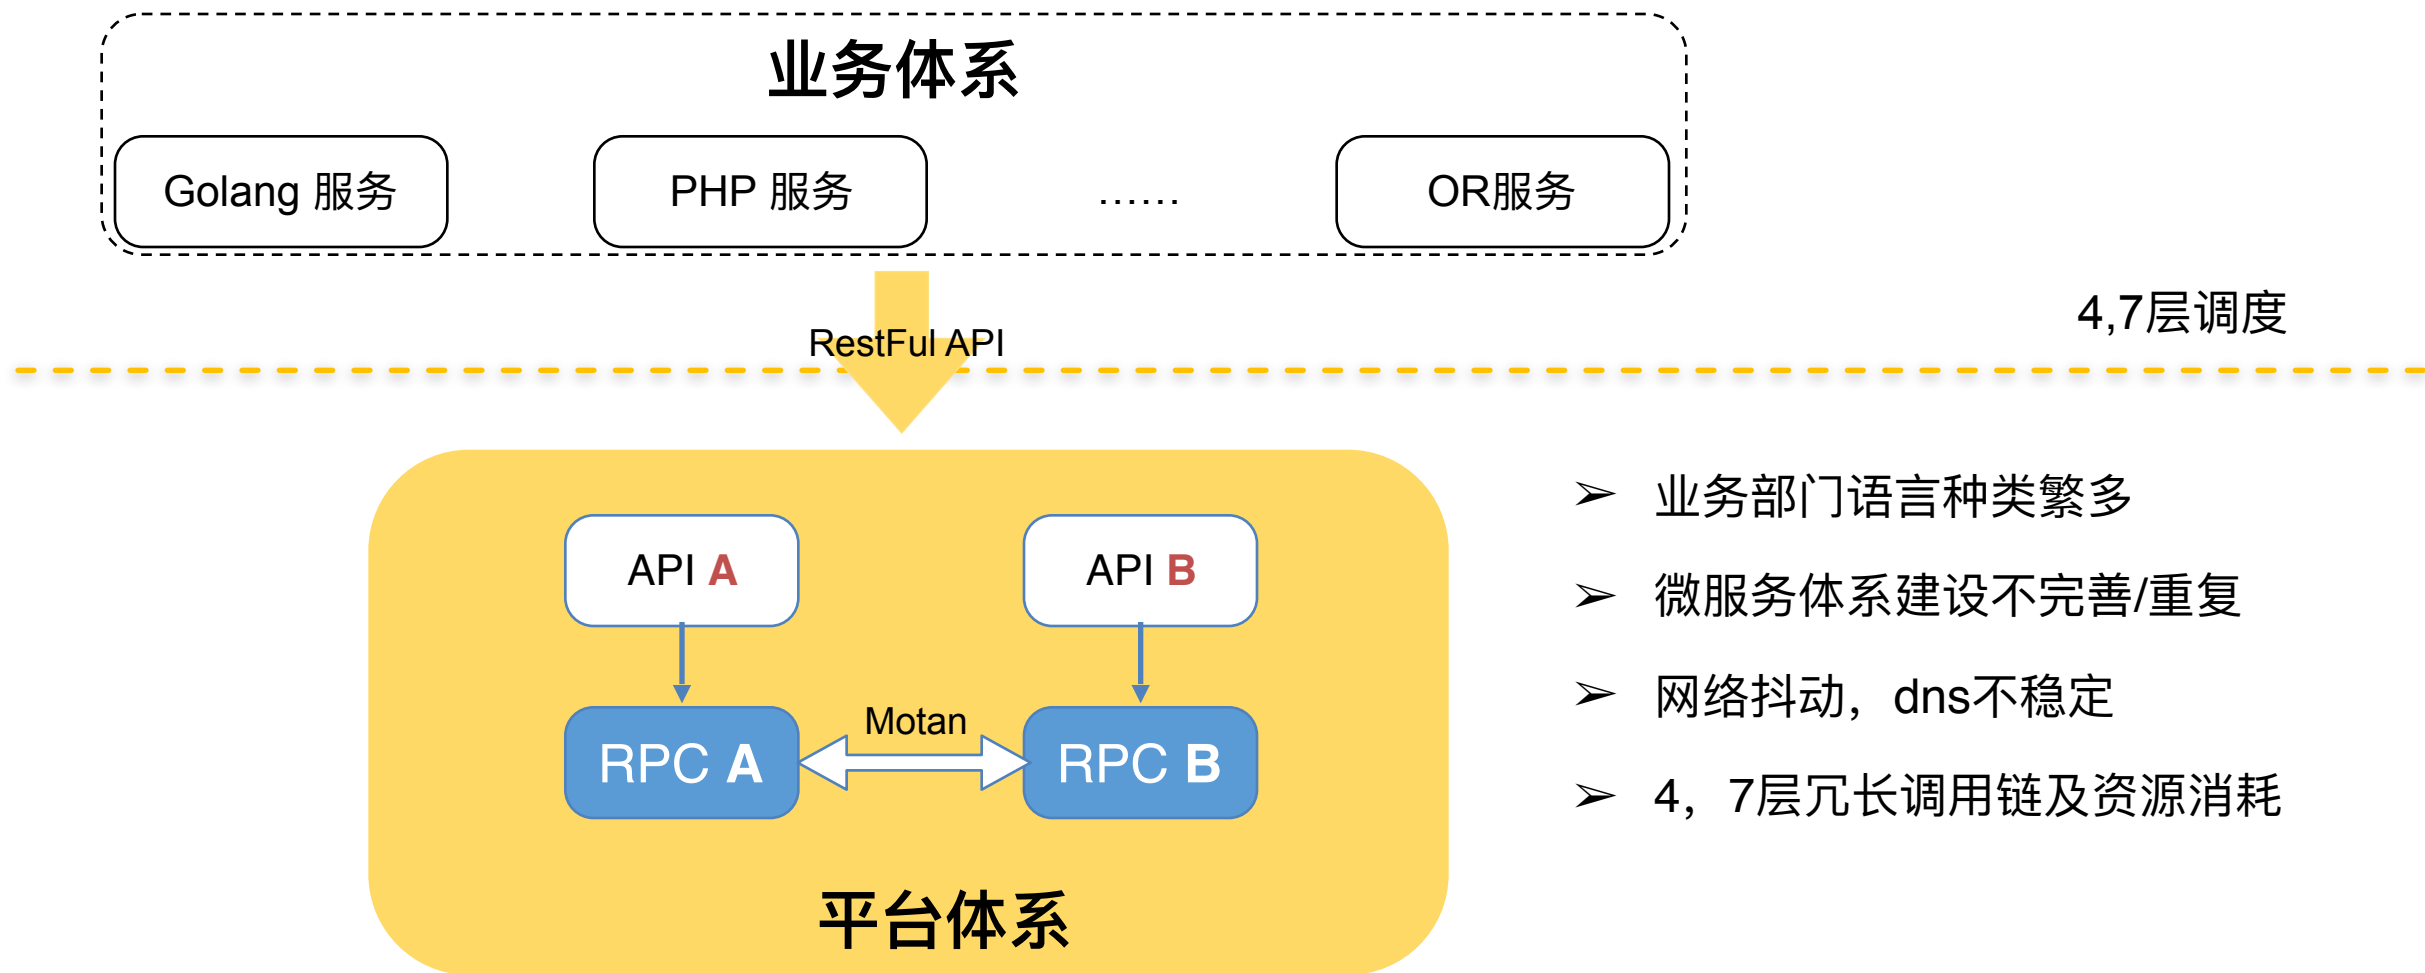 业务体系
Golang 服务
PHP 服务
……
OR服务
RestFul API
4,7层调度
API A
API B
Motan
RPC A
RPC B
平台体系
➢ 业务部门语言种类繁多
➢ 微服务体系建设不完善/重复
➢ 网络抖动，dns不稳定
➢ 4，7层冗长调用链及资源消耗